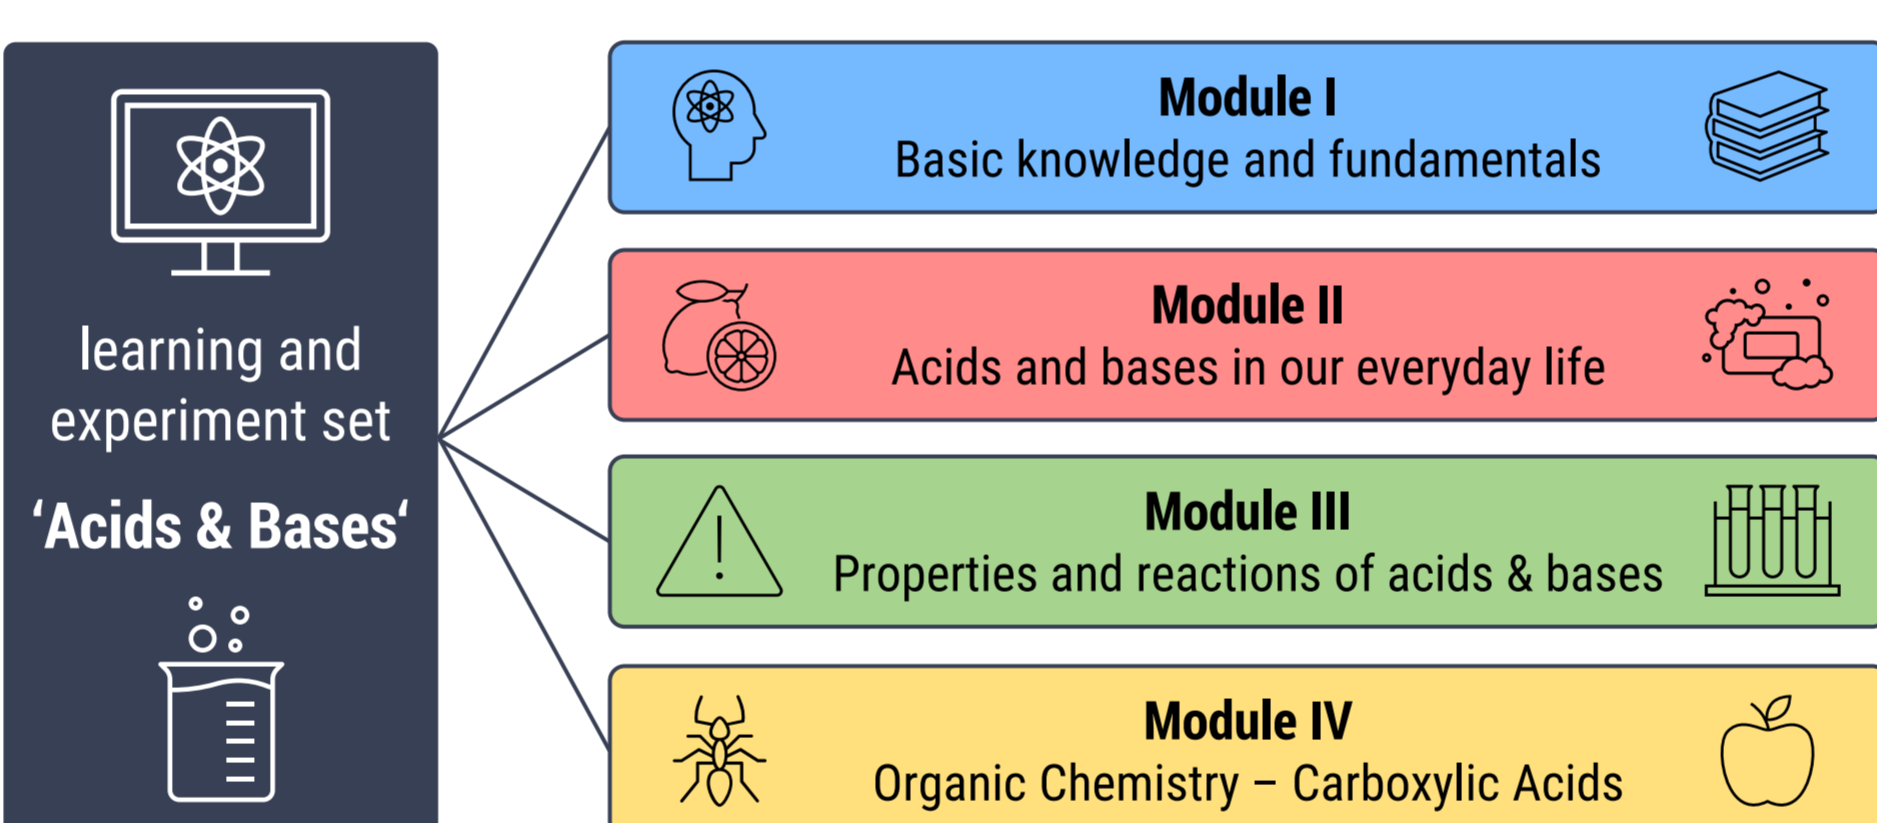 learning and
experiment set
‘Acids & Bases‘
Module I
Basic knowledge and fundamentals
Module II
Acids and bases in our everyday life
Module III
Properties and reactions of acids & bases
Module IV
Organic Chemistry – Carboxylic Acids